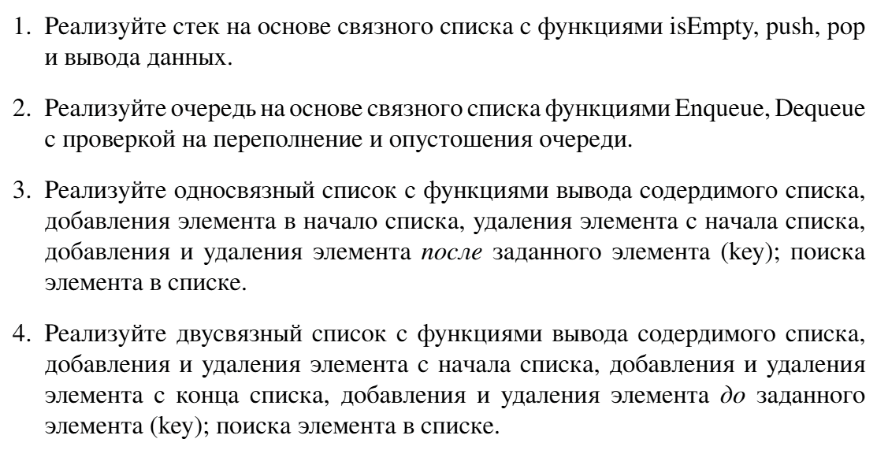 1. Реализуйте стек на основе связного списка с функциями isEmpty, push, pop
и вывода данных.
2. Реализуйте очередь на основе связного списка функциями Enqueue, Dequeue
с проверкой на переполнение и опустошения очереди.
3. Реализуйте односвязный список с функциями вывода содердимого списка,
добавления элемента в начало списка, удаления элемента с начала списка,
добавления и удаления элемента после заданного элемента (key); поиска
элемента в списке.
4. Реализуйте двусвязный список с функциями вывода содердимого списка,
добавления и удаления элемента с начала списка, добавления и удаления
элемента с конца списка, добавления и удаления элемента до заданного
элемента (key); поиска элемента в списке.